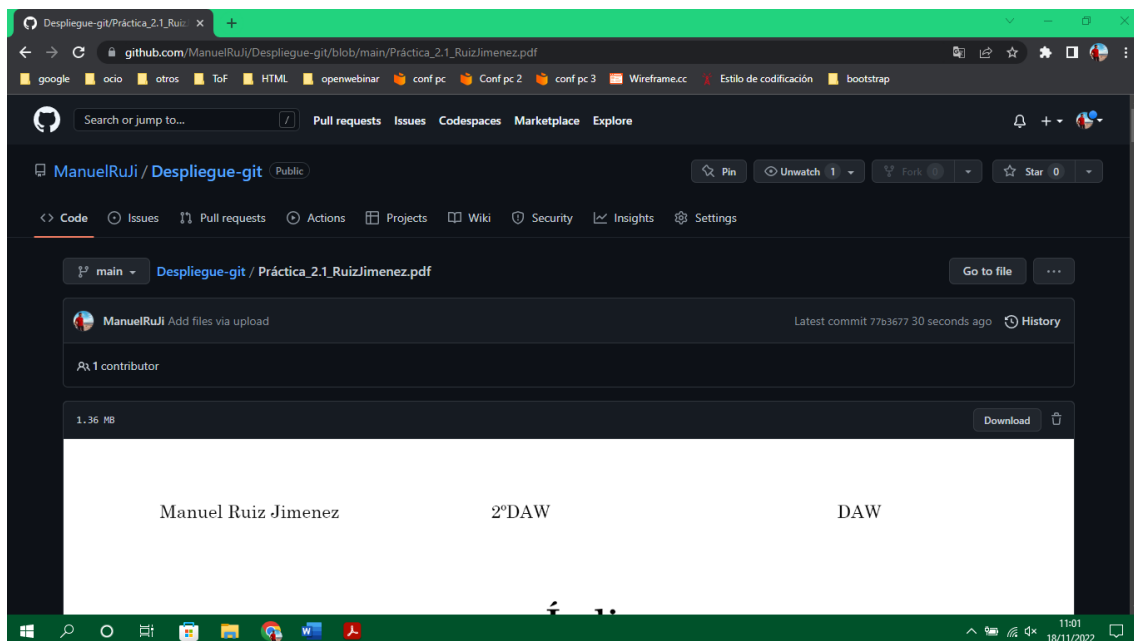 Despliegue-git/Práctica_2.1_Ruiz
github.com/ManuelRuJi/Despliegue-git/blob/main/Práctica_2.1_RuizJimenez.pdf
google ocio otros ToF HTML openwebinar conf pc Conf pc 2 conf pc 3 Wireframe.cc Estilo de codificación bootstrap
Search or jump to... / Pull requests Issues Codespaces Marketplace Explore
ManuelRuJi / Despliegue-git Public Pin Unwatch 1 Fork 0 Star 0
Code Issues Pull requests Actions Projects Wiki Security Insights Settings
main Despliegue-git / Práctica_2.1_RuizJimenez.pdf Go to file ...
ManuelRuJi Add files via upload Latest commit 77b3677 30 seconds ago History
1 contributor
1.36 MB Download
Manuel Ruiz Jimenez 2ºDAW DAW
11:01
18/11/2022